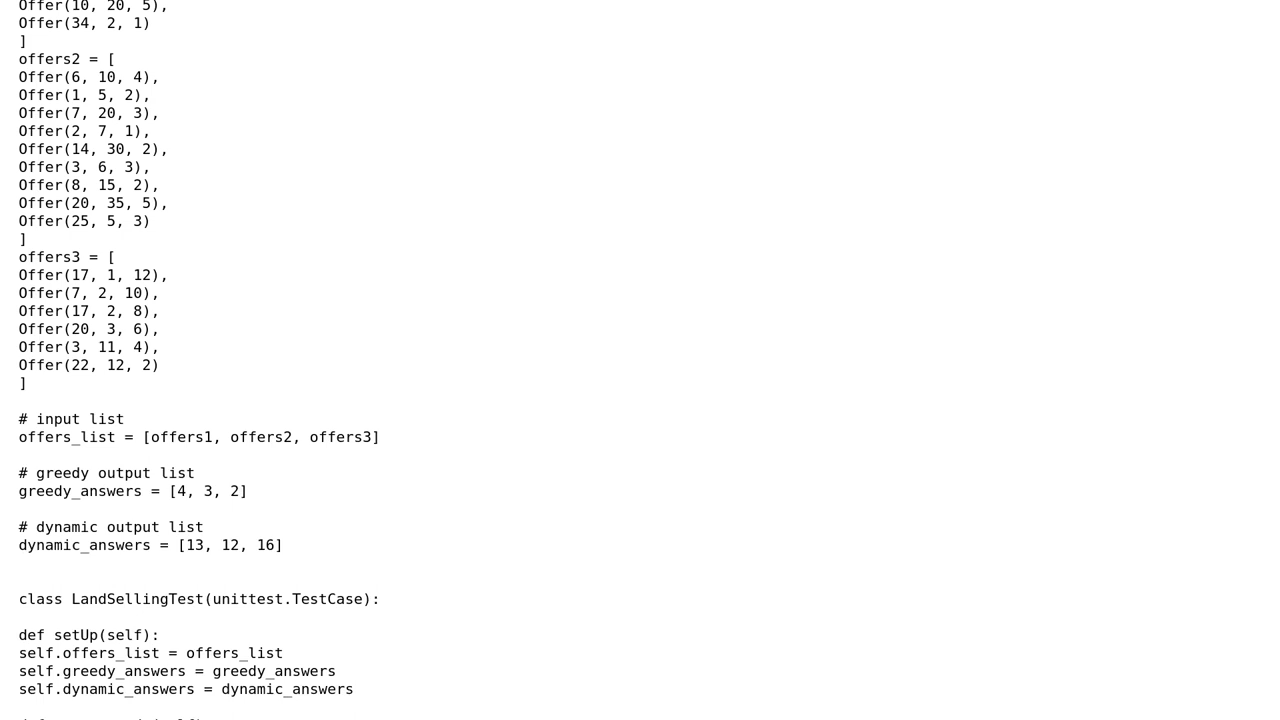 Offer(10, 20, 5),
Offer(34, 2, 1)
]
offers2 = [
Offer(6, 10, 4),
Offer(1, 5, 2),
Offer(7, 20, 3),
Offer(2, 7, 1),
Offer(14, 30, 2),
Offer(3, 6, 3),
Offer(8, 15, 2),
Offer(20, 35, 5),
Offer(25, 5, 3)
]
offers3 = [
Offer(17, 1, 12),
Offer(7, 2, 10),
Offer(17, 2, 8),
Offer(20, 3, 6),
Offer(3, 11, 4),
Offer(22, 12, 2)
]
# input list
offers_list = [offers1, offers2, offers3]
# greedy output list
greedy_answers = [4, 3, 2]
# dynamic output list
dynamic_answers = [13, 12, 16]
class LandSellingTest(unittest.TestCase):
def setUp(self):
self.offers_list = offers_list
self.greedy_answers = greedy_answers
self.dynamic_answers = dynamic_answers